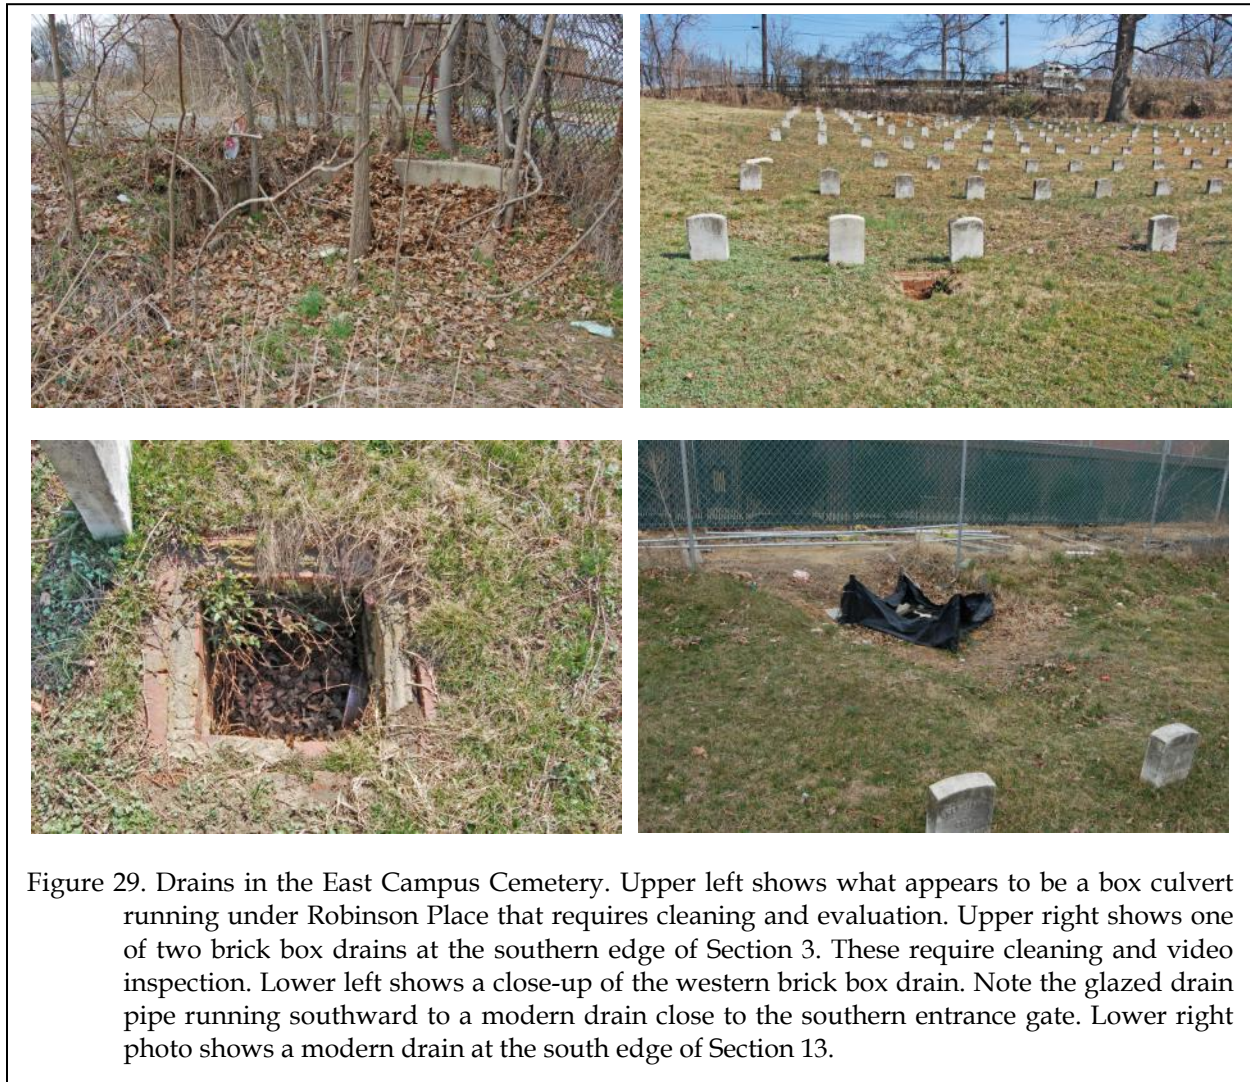 Figure 29. Drains in the East Campus Cemetery. Upper left shows what appears to be a box culvert
running under Robinson Place that requires cleaning and evaluation. Upper right shows one
of two brick box drains at the southern edge of Section 3. These require cleaning and video
inspection. Lower left shows a close-up of the western brick box drain. Note the glazed drain
pipe running southward to a modern drain close to the southern entrance gate. Lower right
photo shows a modern drain at the south edge of Section 13.